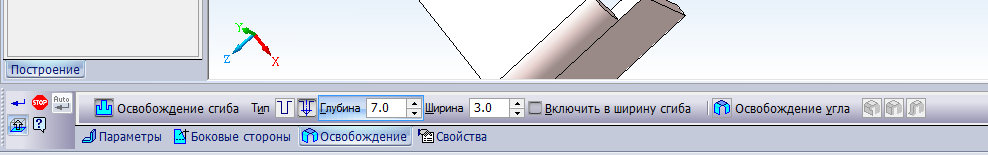 Y
Z
X
Построение
STOP Auto Освобождение сгиба Тип Глубина 7.0 Ширина 3.0 Включить в ширину сгиба Освобождение угла
Параметры Боковые стороны Освобождение Свойства